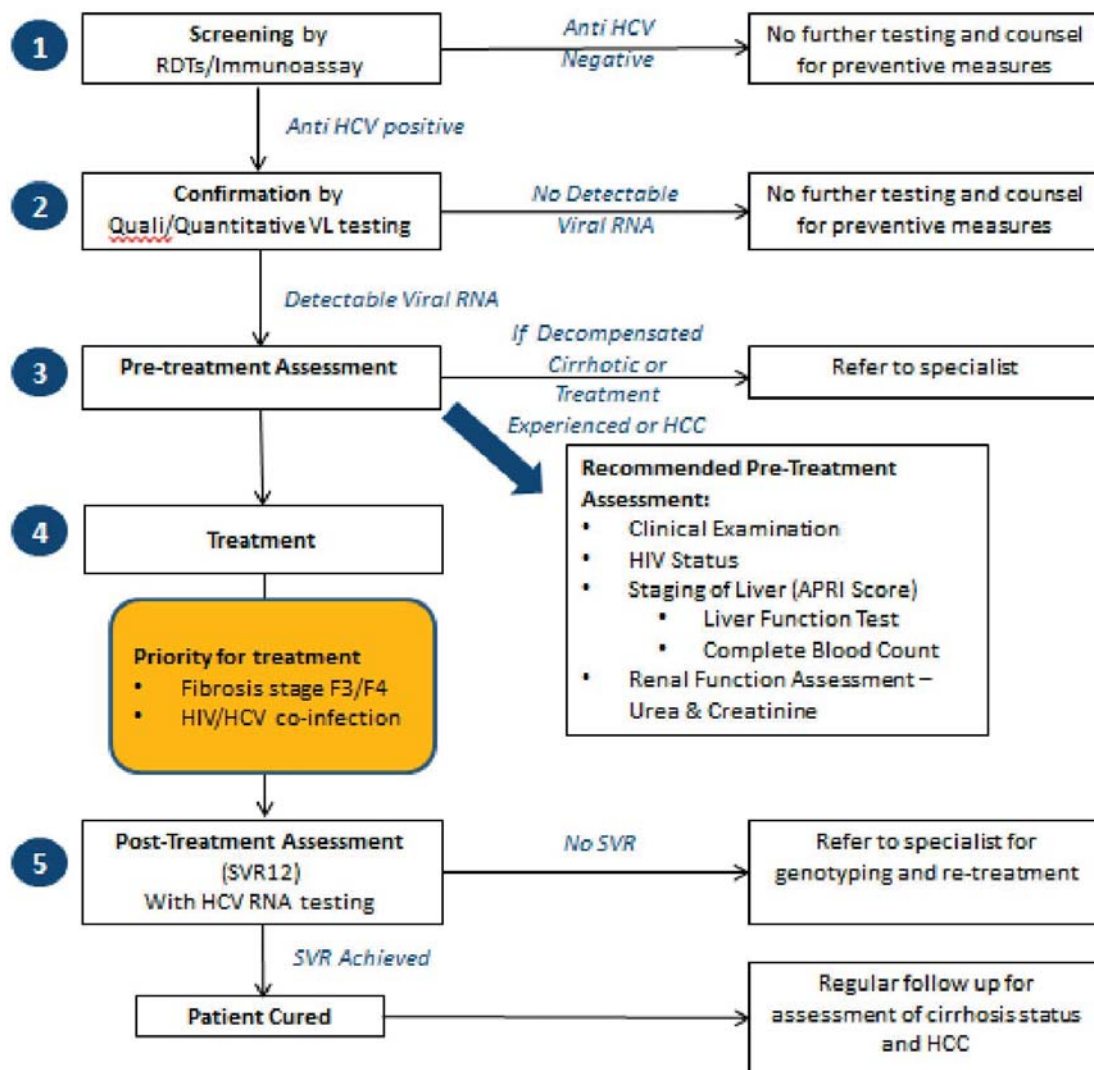 1
Screening by
RDTs/Immunoassay
Anti HCV
Negative
No further testing and counsel
for preventive measures
Anti HCV positive
2
Confirmation by
Quali/Quantitative VL testing
No Detectable
Viral RNA
No further testing and counsel
for preventive measures
Detectable Viral RNA
3
Pre-treatment Assessment
If Decompensated
Cirrhotic or
Treatment
Experienced or HCC
Refer to specialist
Recommended Pre-Treatment
Assessment:
• Clinical Examination
• HIV Status
• Staging of Liver (APRI Score)
• Liver Function Test
• Complete Blood Count
• Renal Function Assessment –
Urea & Creatinine
4
Treatment
Priority for treatment
• Fibrosis stage F3/F4
• HIV/HCV co-infection
5
Post-Treatment Assessment
(SVR12)
With HCV RNA testing
No SVR
Refer to specialist for
genotyping and re-treatment
SVR Achieved
Patient Cured
Regular follow up for
assessment of cirrhosis status
and HCC